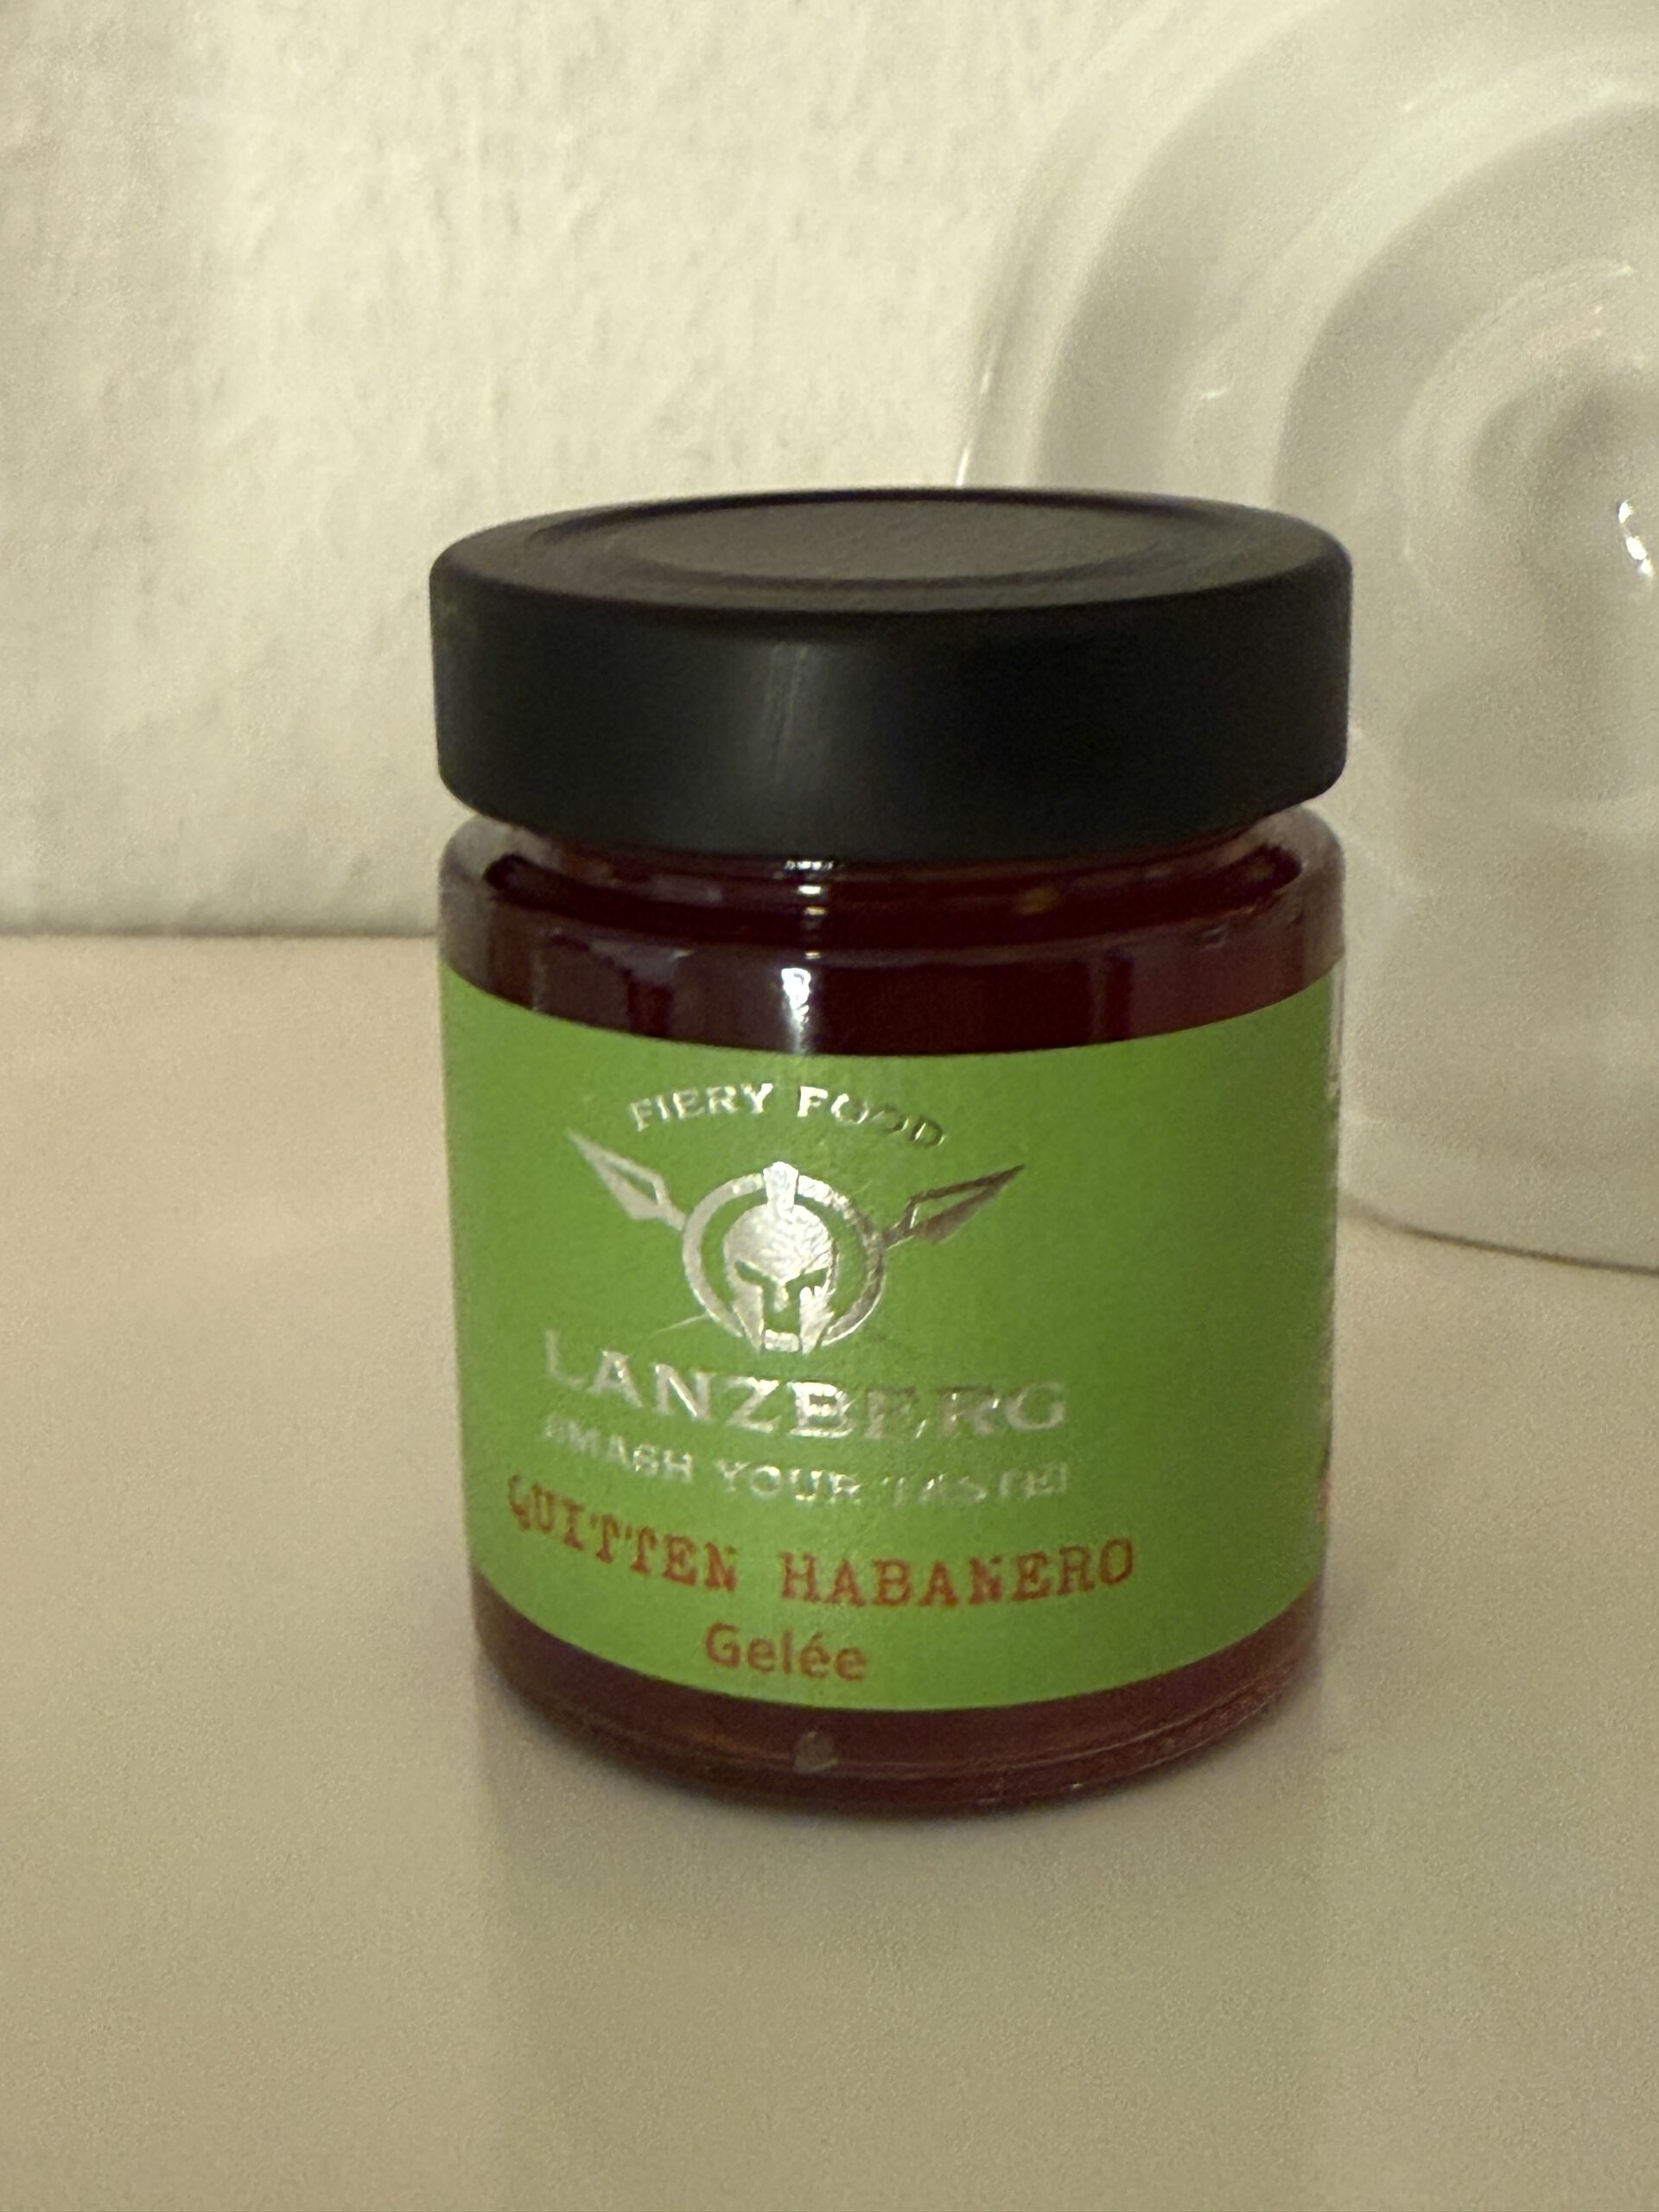 FIERY FOOD
LANZBERG
SMASH YOUR TASTE!
QUITTEN HABANERO
Gelée